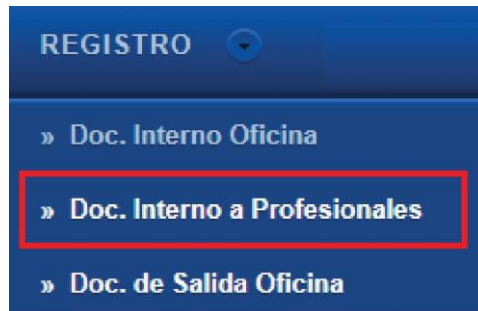 REGISTRO
» Doc. Interno Oficina
» Doc. Interno a Profesionales
» Doc. de Salida Oficina